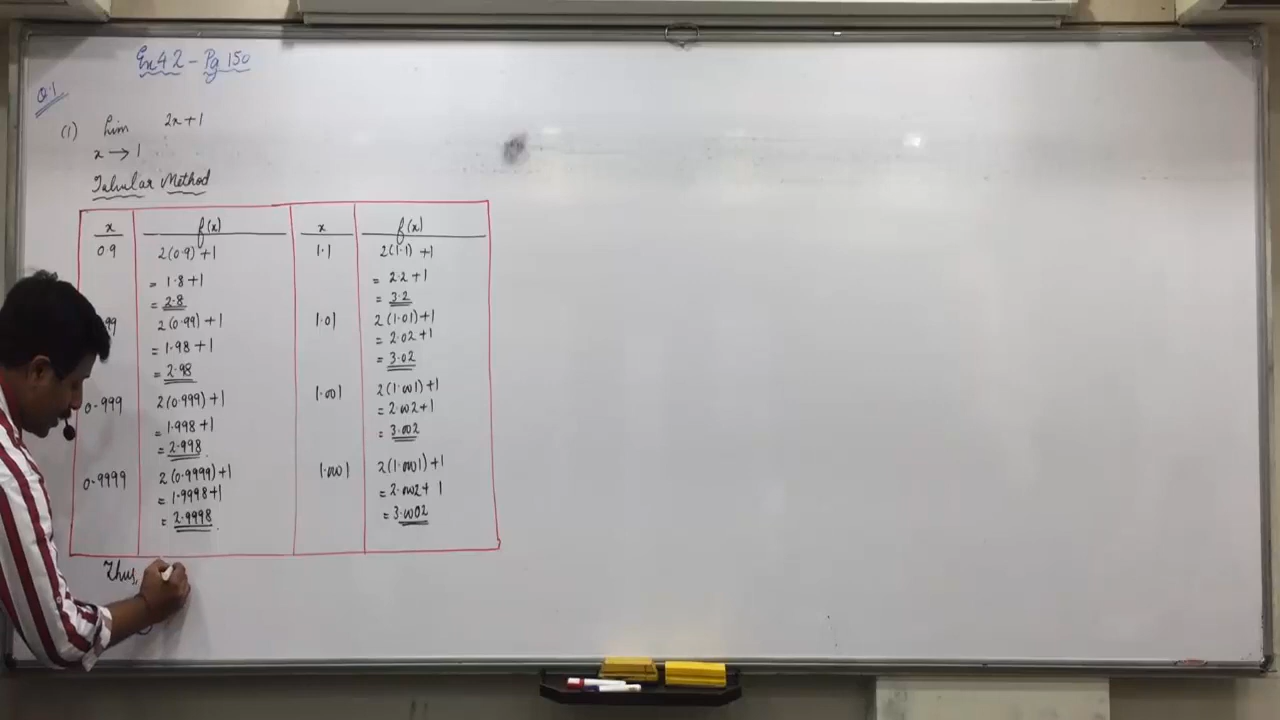 Ex 4.2 - Pg 150
Q.1
(1) Lim 2x+1
x → 1
Tabular Method
x f(x) x f(x)
0.9 2(0.9)+1 1.1 2(1.1)+1
= 1.8+1 = 2.2+1
= 2.8 = 3.2
99 2(0.99)+1 1.01 2(1.01)+1
= 1.98+1 = 2.02+1
= 2.98 = 3.02
0.999 2(0.999)+1 1.001 2(1.001)+1
= 1.998+1 = 2.002+1
= 2.998 = 3.002
0.9999 2(0.9999)+1 1.0001 2(1.0001)+1
= 1.9998+1 = 2.0002+1
= 2.9998 = 3.0002
Thus,